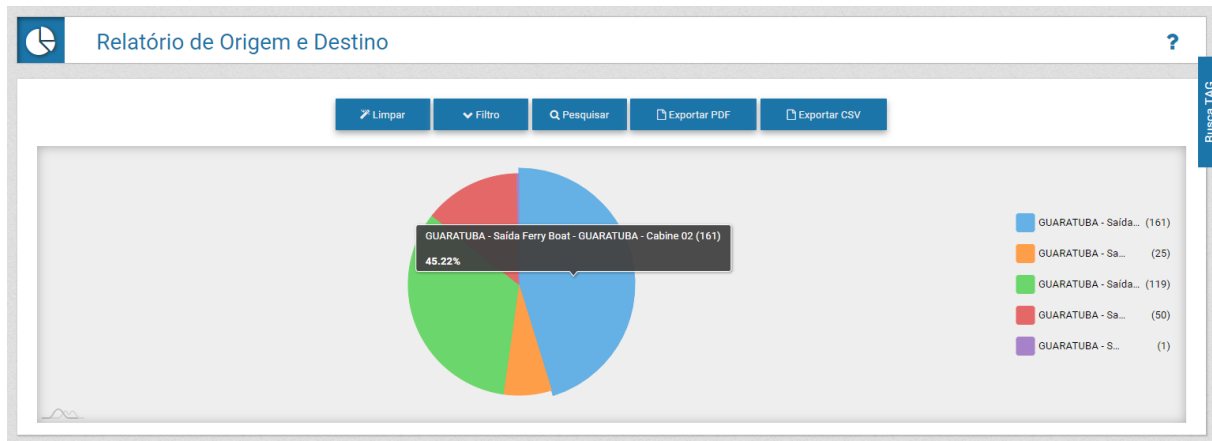 Relatório de Origem e Destino
?
Busca TAG
Limpar
Filtro
Pesquisar
Exportar PDF
Exportar CSV
GUARATUBA - Saída Ferry Boat - GUARATUBA - Cabine 02 (161)
45.22%
GUARATUBA - Saída... (161)
GUARATUBA - Sa... (25)
GUARATUBA - Saída... (119)
GUARATUBA - Sa... (50)
GUARATUBA - S... (1)